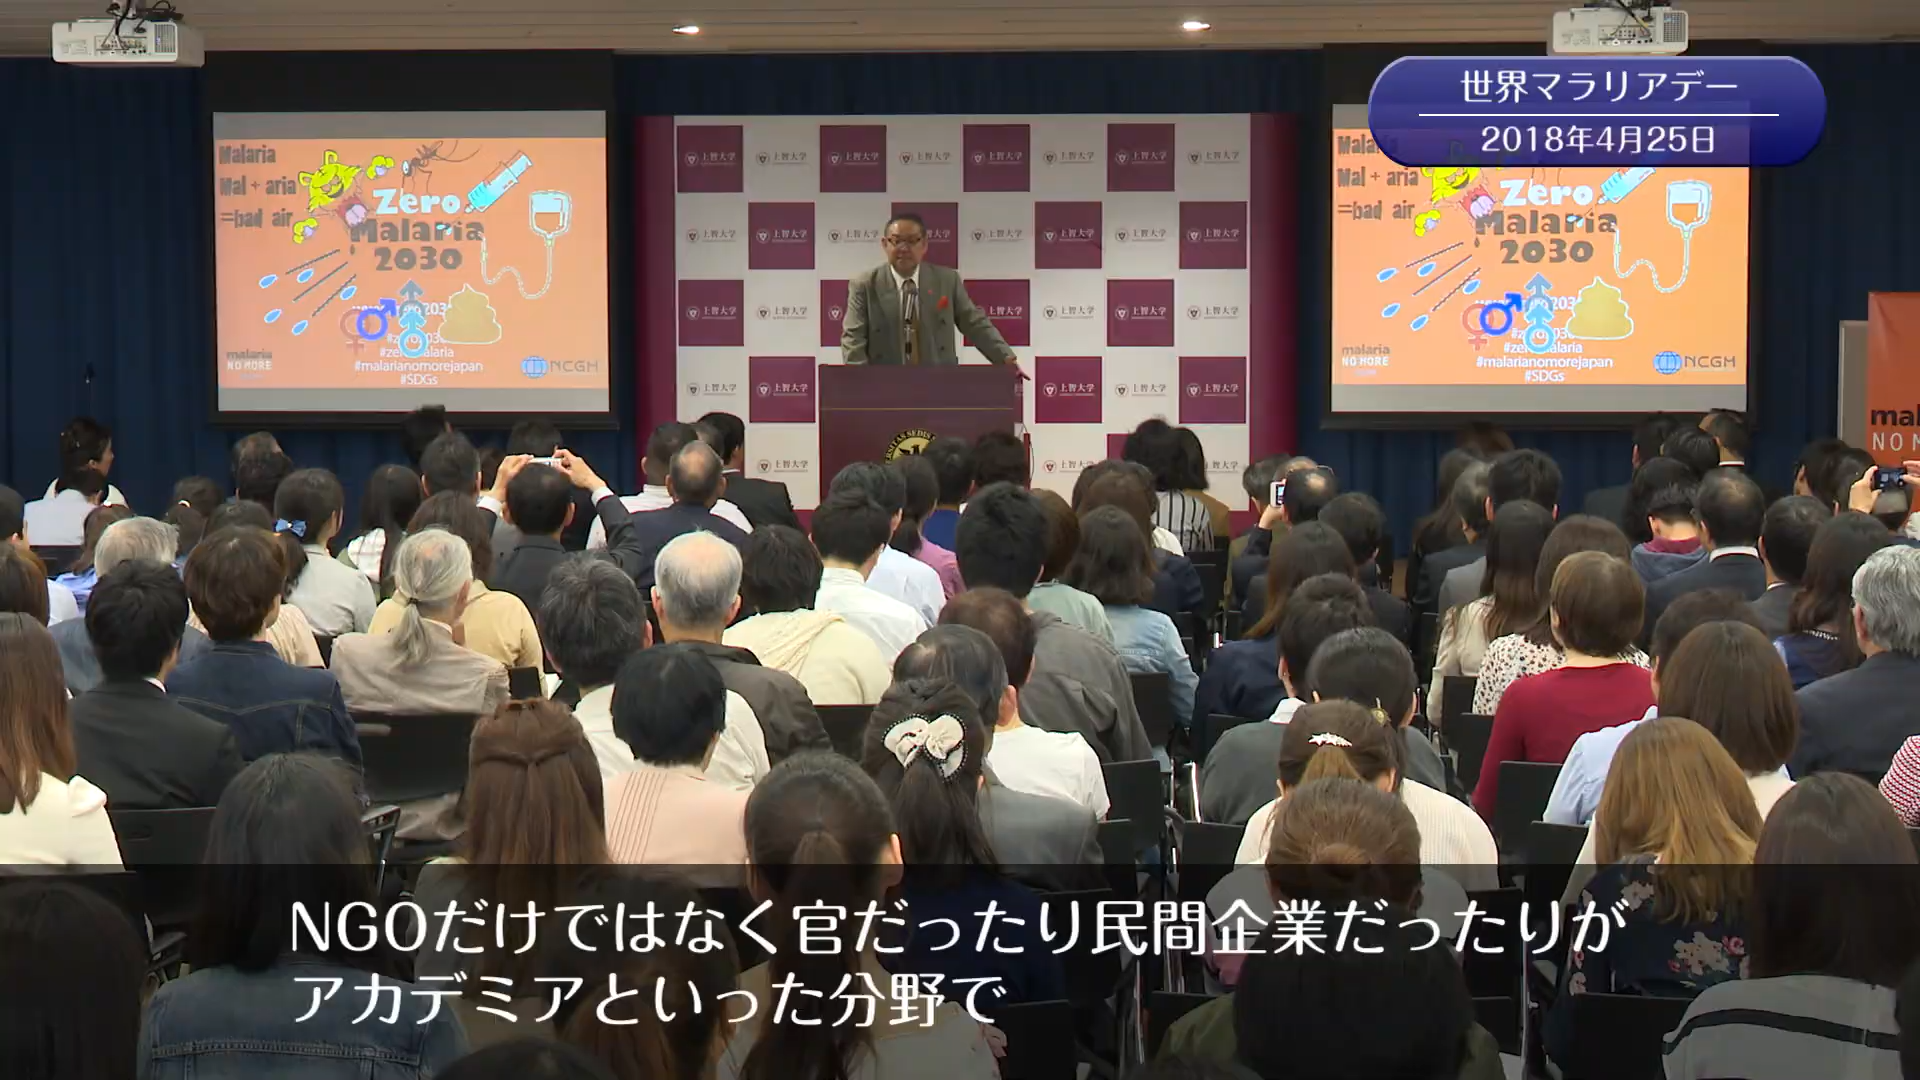 世界マラリアデー
2018年4月25日
Malaria
Mal + aria
=bad air
Zero
Malaria
2030
#zeromalaria
#malarianomorejapan
#SDGs
malaria
NO MORE
NCGM
上智大学
Mal + aria
=bad air
Zero
Malaria
2030
#zeromalaria
#malarianomorejapan
#SDGs
malaria
NO MORE
NCGM
NGOだけではなく官だったり民間企業だったりが
アカデミアといった分野で